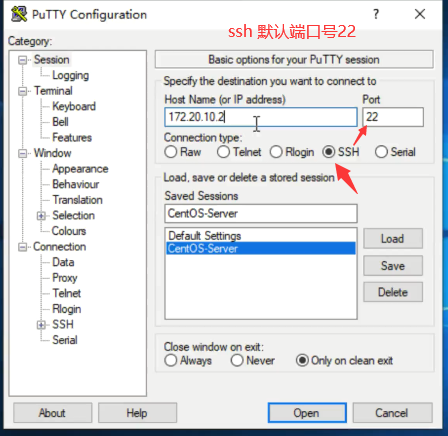 PuTTY Configuration
?
ssh 默认端口号22
Category:
Session
Logging
Terminal
Keyboard
Bell
Features
Window
Appearance
Behaviour
Translation
Selection
Colours
Connection
Data
Proxy
Telnet
Rlogin
SSH
Serial
Basic options for your PuTTY session
Specify the destination you want to connect to
Host Name (or IP address) Port
172.20.10.2 22
Connection type:
Raw Telnet Rlogin SSH Serial
Load, save or delete a stored session
Saved Sessions
CentOS-Server
Default Settings
CentOS-Server
Load
Save
Delete
Close window on exit:
Always Never Only on clean exit
About Help Open Cancel